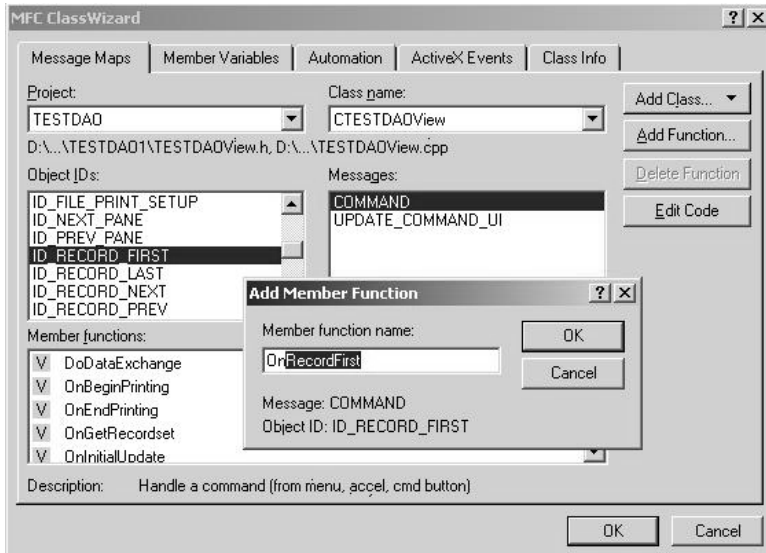 MFC ClassWizard
Message Maps
Member Variables
Automation
ActiveX Events
Class Info
Project:
Class name:
Add Class...
TESTDAO
CTESTDAOView
Add Function...
D:\...\TESTDAO1\TESTDAOView.h, D:\...\TESTDAOView.cpp
Object IDs:
Messages:
Delete Function
ID_FILE_PRINT_SETUP
ID_NEXT_PANE
ID_PREV_PANE
ID_RECORD_FIRST
ID_RECORD_LAST
ID_RECORD_NEXT
ID_RECORD_PREV
COMMAND
UPDATE_COMMAND_UI
Edit Code
Add Member Function
Member function name:
OK
OnRecordFirst
Cancel
Message: COMMAND
Object ID: ID_RECORD_FIRST
Member functions:
V DoDataExchange
V OnBeginPrinting
V OnEndPrinting
V OnGetRecordset
V OnInitialUpdate
Description: Handle a command (from menu, accel, cmd button)
OK
Cancel